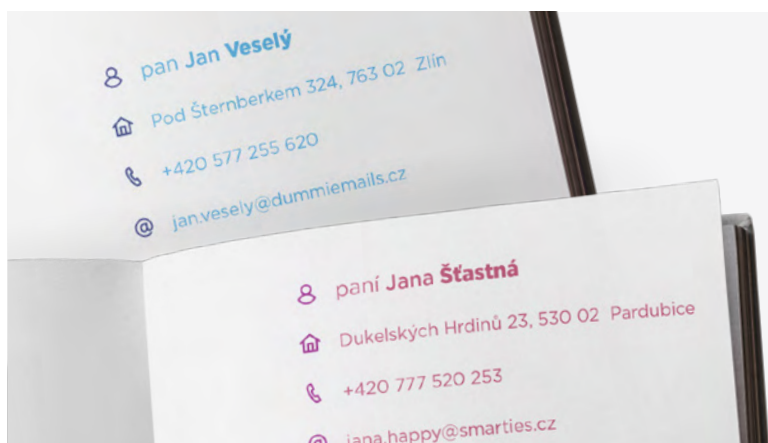 pan Jan Veselý
Pod Šternberkem 324, 763 02 Zlín
+420 577 255 620
jan.vesely@dummiemails.cz
paní Jana Šťastná
Dukelských Hrdinů 23, 530 02 Pardubice
+420 777 520 253
jana.happy@smarties.cz